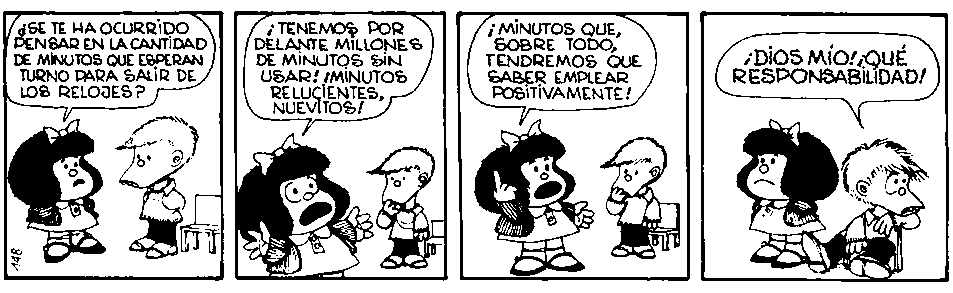 ¿SE TE HA OCURRIDO
PENSAR EN LA CANTIDAD
DE MINUTOS QUE ESPERAN
TURNO PARA SALIR DE
LOS RELOJES?
148
¡TENEMOS POR
DELANTE MILLONES
DE MINUTOS SIN
USAR! ¡MINUTOS
RELUCIENTES,
NUEVITOS!
¡MINUTOS QUE,
SOBRE TODO,
TENDREMOS QUE
SABER EMPLEAR
POSITIVAMENTE!
¡DIOS MÍO! ¡QUÉ
RESPONSABILIDAD!